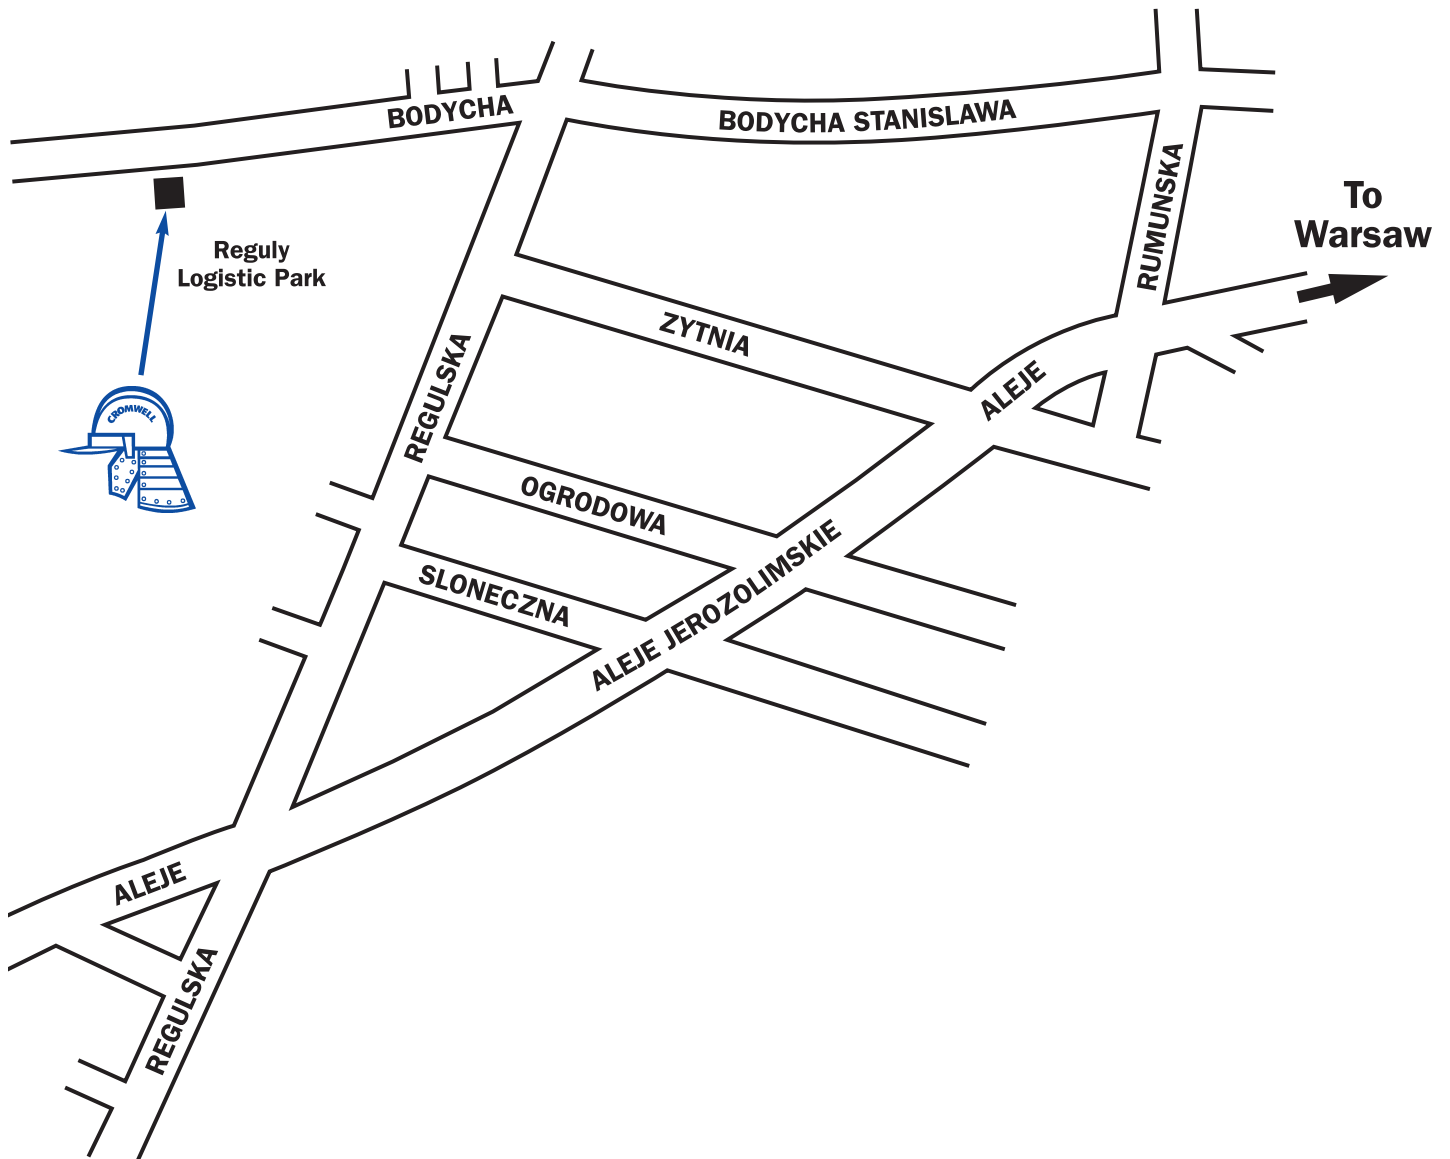 BODYCHA
BODYCHA STANISLAWA
RUMUNSKA
To
Warsaw
Reguly
Logistic Park
ZYTNIA
REGULSKA
ALEJE
CROMWELL
OGRODOWA
SLONECZNA
ALEJE JEROZOLIMSKIE
ALEJE
REGULSKA